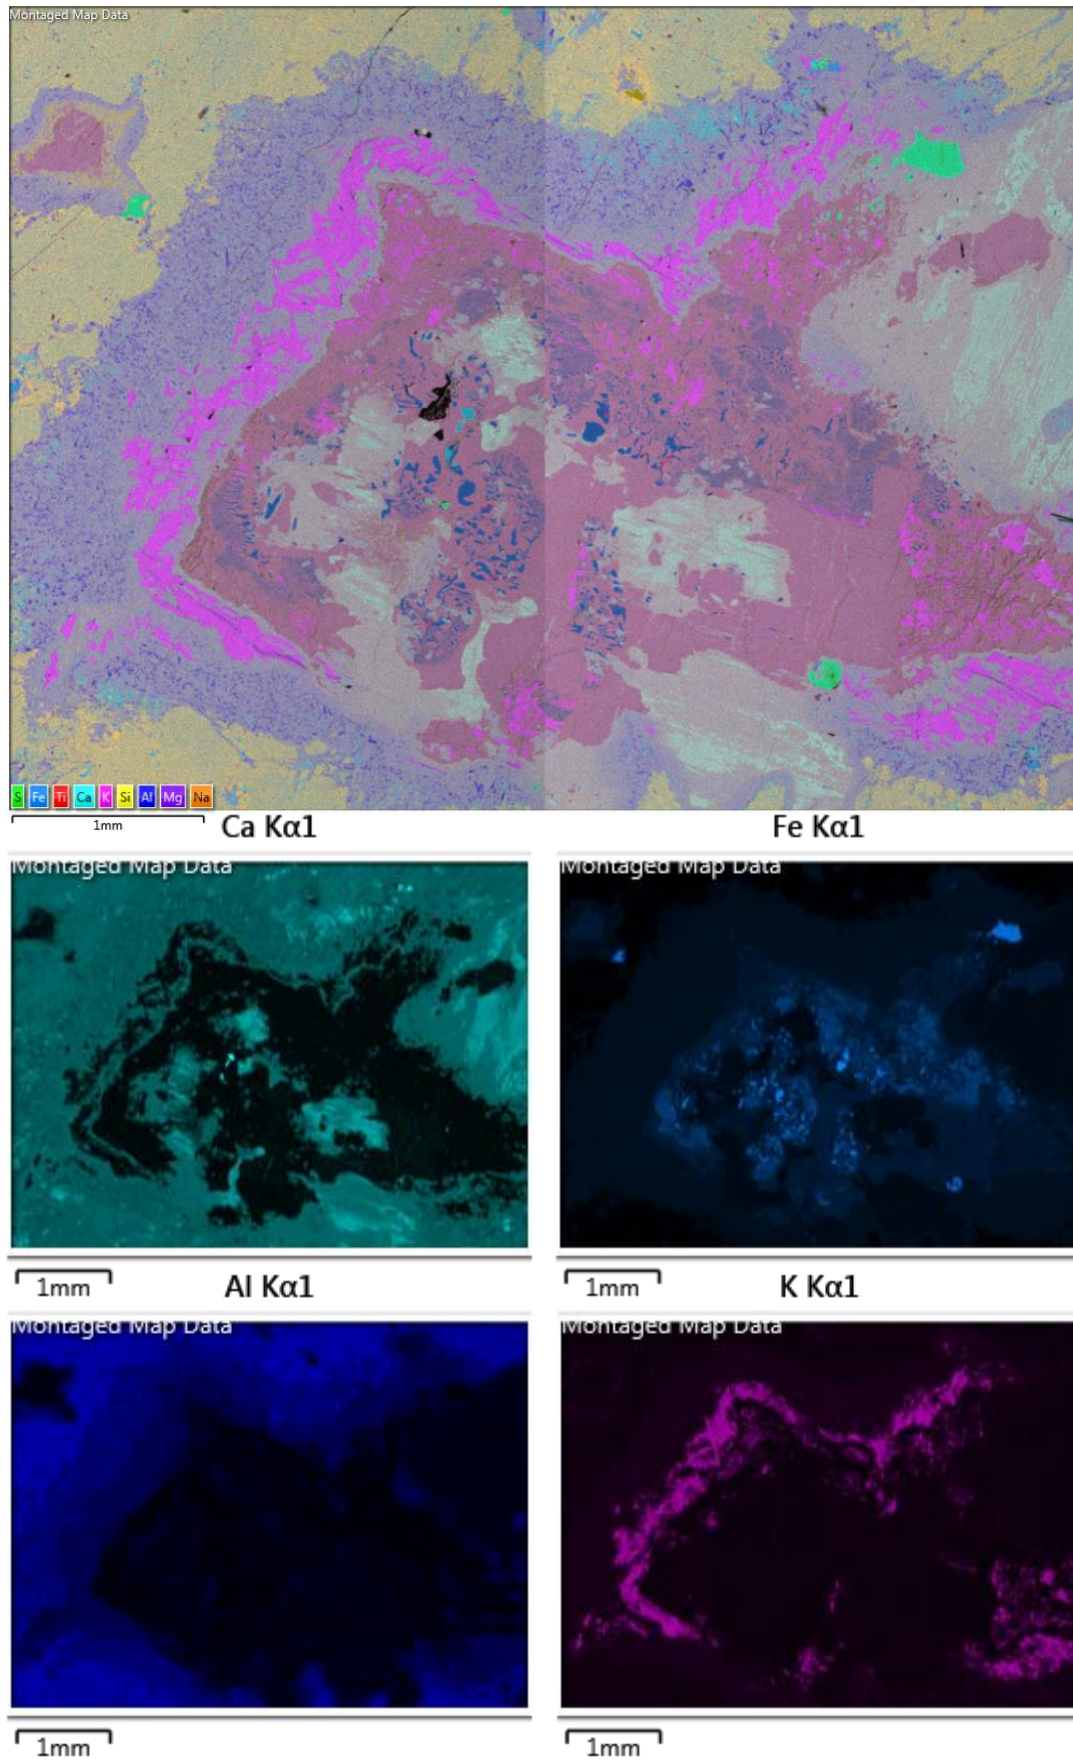 Montaged Map Data
S Fe Ti Ca K Si Al Mg Na
1mm
Ca Kα1
Fe Kα1
Montaged Map Data
Montaged Map Data
1mm
Al Kα1
1mm
K Kα1
Montaged Map Data
Montaged Map Data
1mm
1mm